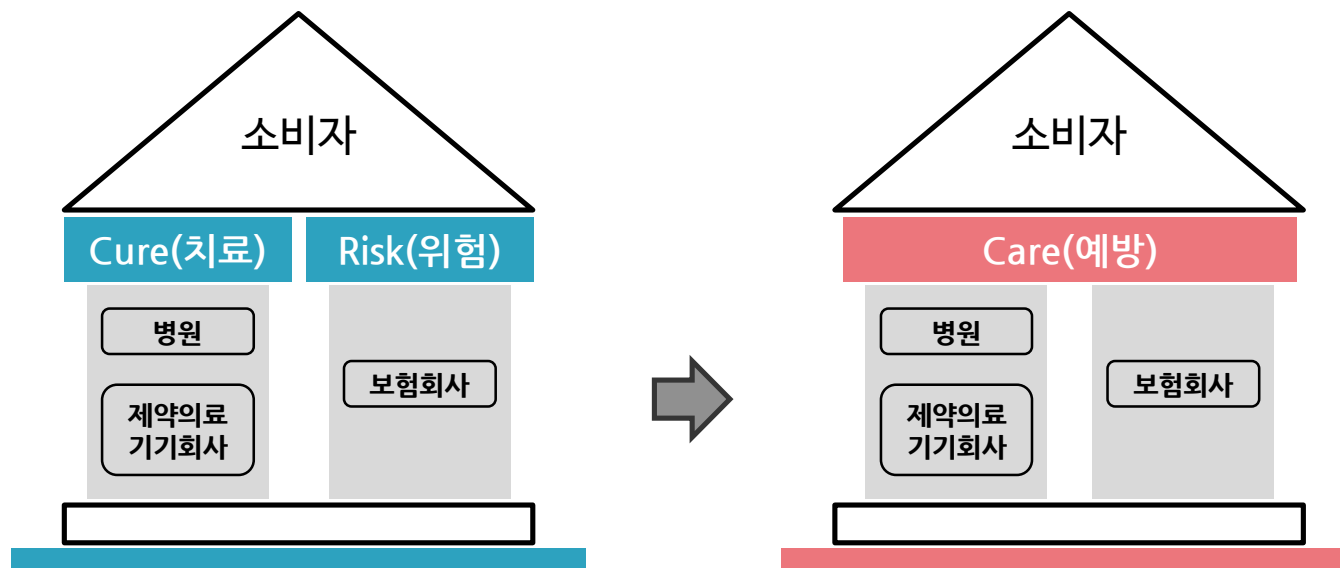 소비자
Cure(치료)
Risk(위험)
병원
제약의료
기기회사
보험회사
소비자
Care(예방)
병원
제약의료
기기회사
보험회사